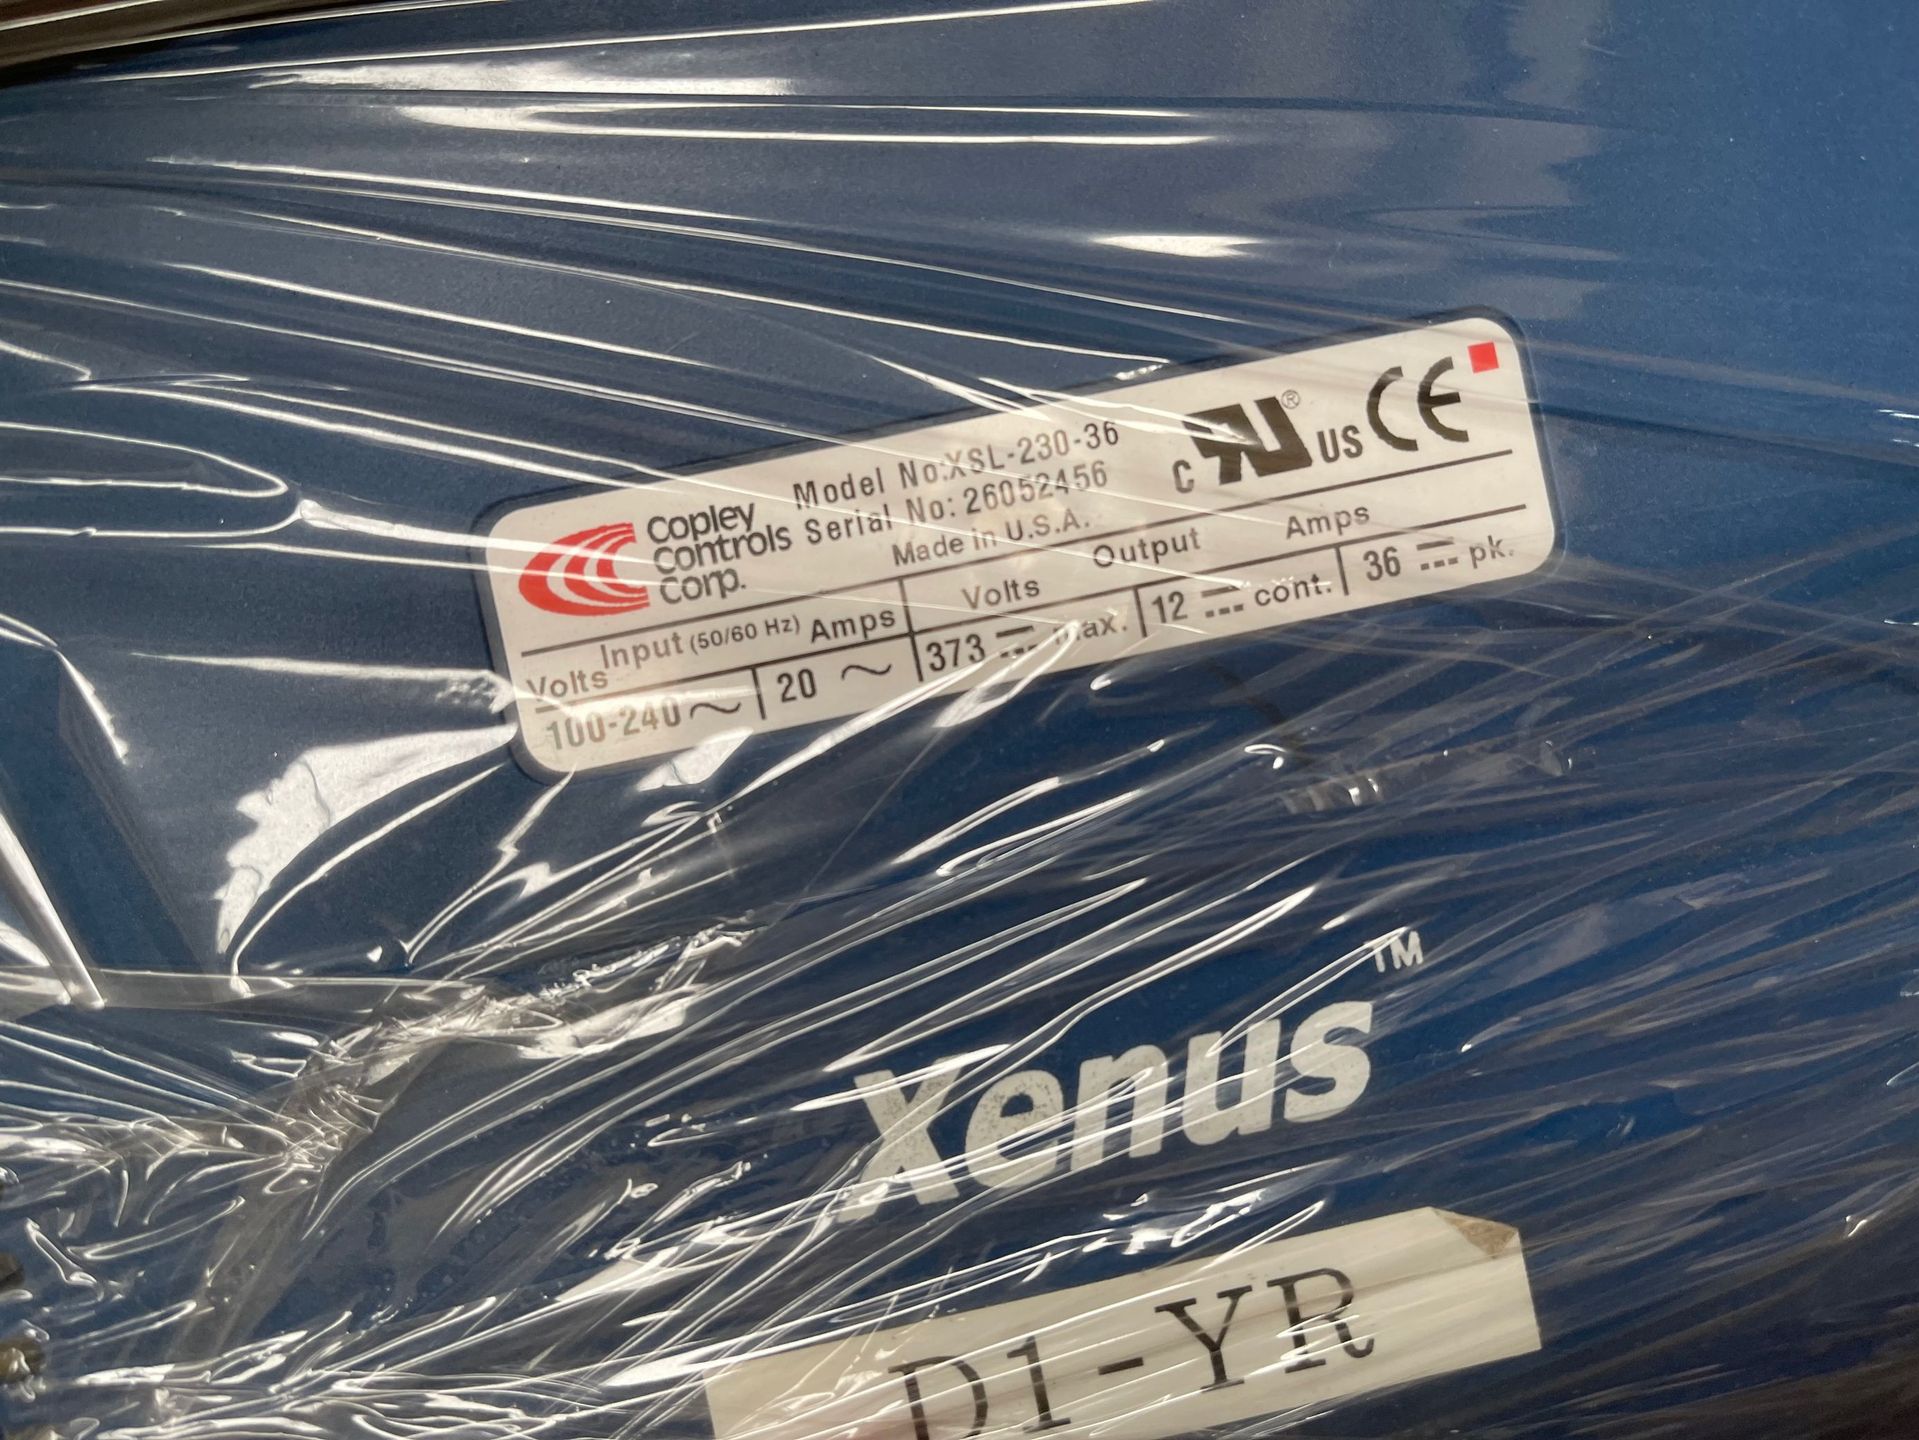 Copley
Controls
Corp.
Model No:XSL-230-36
Serial No: 26052456
Made in U.S.A.
C RU® US CE
Input (50/60 Hz)
Output
Volts
Amps
Volts
Amps
100-240 ~
20 ~
373 ⎓ max.
12 ⎓ cont.
36 ⎓ pk.
Xenus™
D1-YR